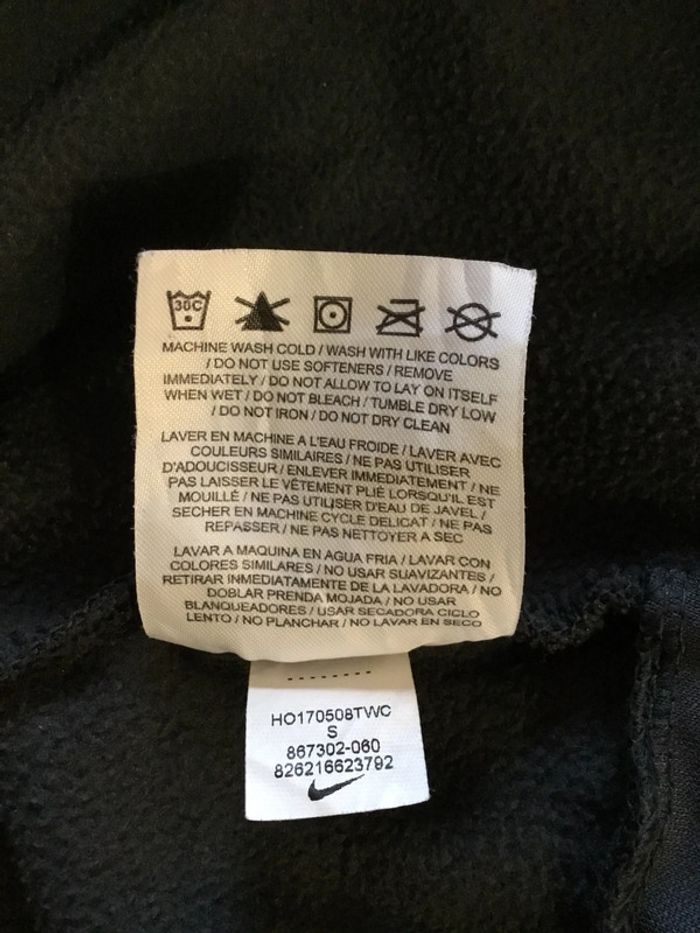 30C
MACHINE WASH COLD / WASH WITH LIKE COLORS
/ DO NOT USE SOFTENERS / REMOVE
IMMEDIATELY / DO NOT ALLOW TO LAY ON ITSELF
WHEN WET / DO NOT BLEACH / TUMBLE DRY LOW
/ DO NOT IRON / DO NOT DRY CLEAN
LAVER EN MACHINE A L'EAU FROIDE / LAVER AVEC
COULEURS SIMILAIRES / NE PAS UTILISER
D'ADOUCISSEUR / ENLEVER IMMEDIATEMENT / NE
PAS LAISSER LE VÊTEMENT PLIÉ LORSQU'IL EST
MOUILLÉ / NE PAS UTILISER D'EAU DE JAVEL /
SECHER EN MACHINE CYCLE DELICAT / NE PAS
REPASSER / NE PAS NETTOYER A SEC
LAVAR A MAQUINA EN AGUA FRIA / LAVAR CON
COLORES SIMILARES / NO USAR SUAVIZANTES /
RETIRAR INMEDIATAMENTE DE LA LAVADORA / NO
DOBLAR PRENDA MOJADA / NO USAR
BLANQUEADORES / USAR SECADORA CICLO
LENTO / NO PLANCHAR / NO LAVAR EN SECO
HO170508TWC
S
867302-060
826216623792